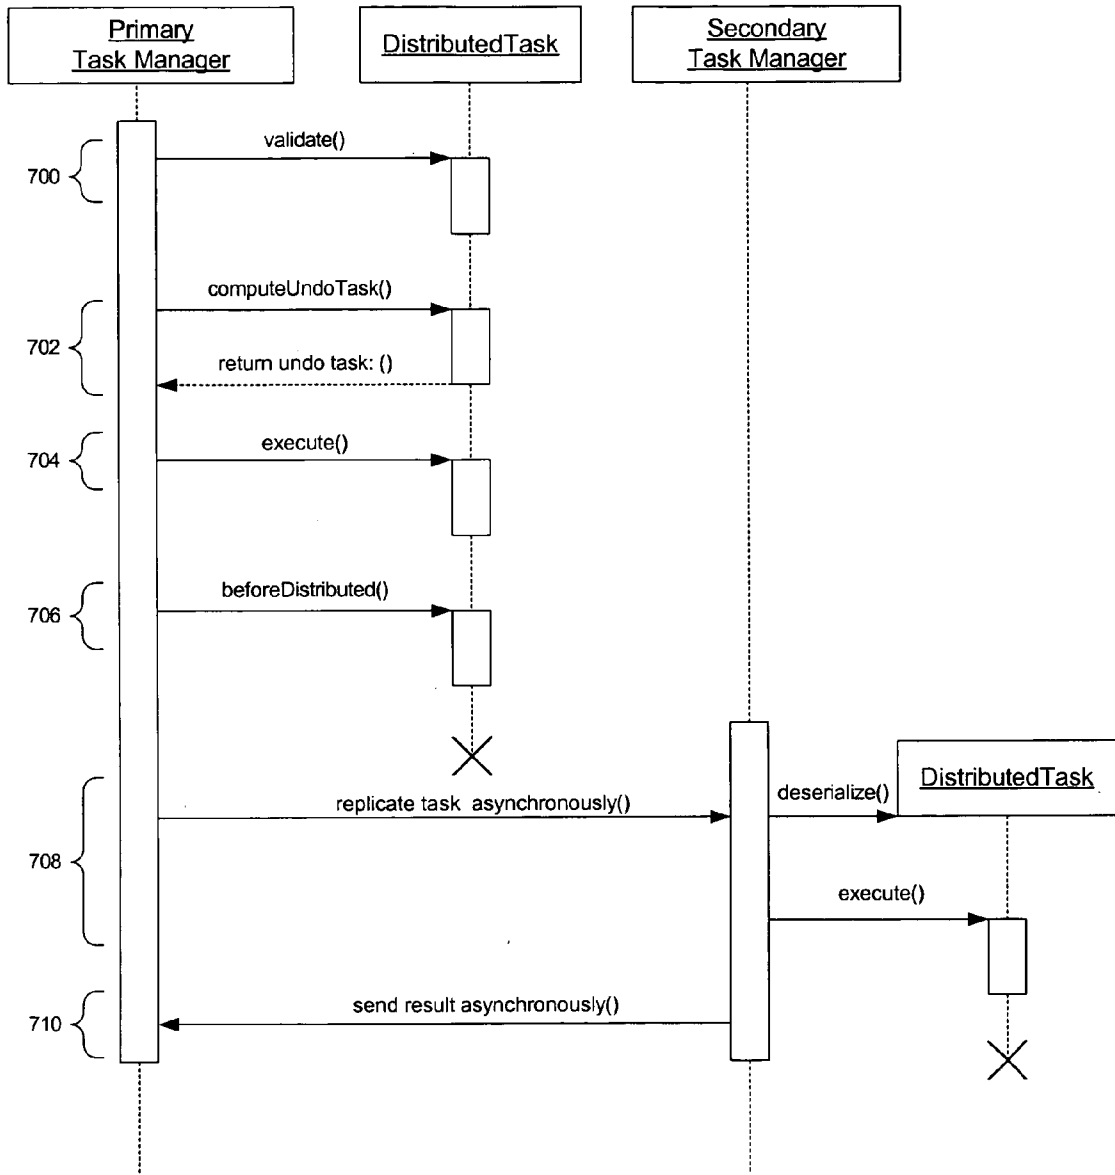 Primary
Task Manager
DistributedTask
Secondary
Task Manager
validate()
700
computeUndoTask()
702
return undo task: ()
execute()
704
beforeDistributed()
706
DistributedTask
deserialize()
replicate task asynchronously()
708
execute()
send result asynchronously()
710